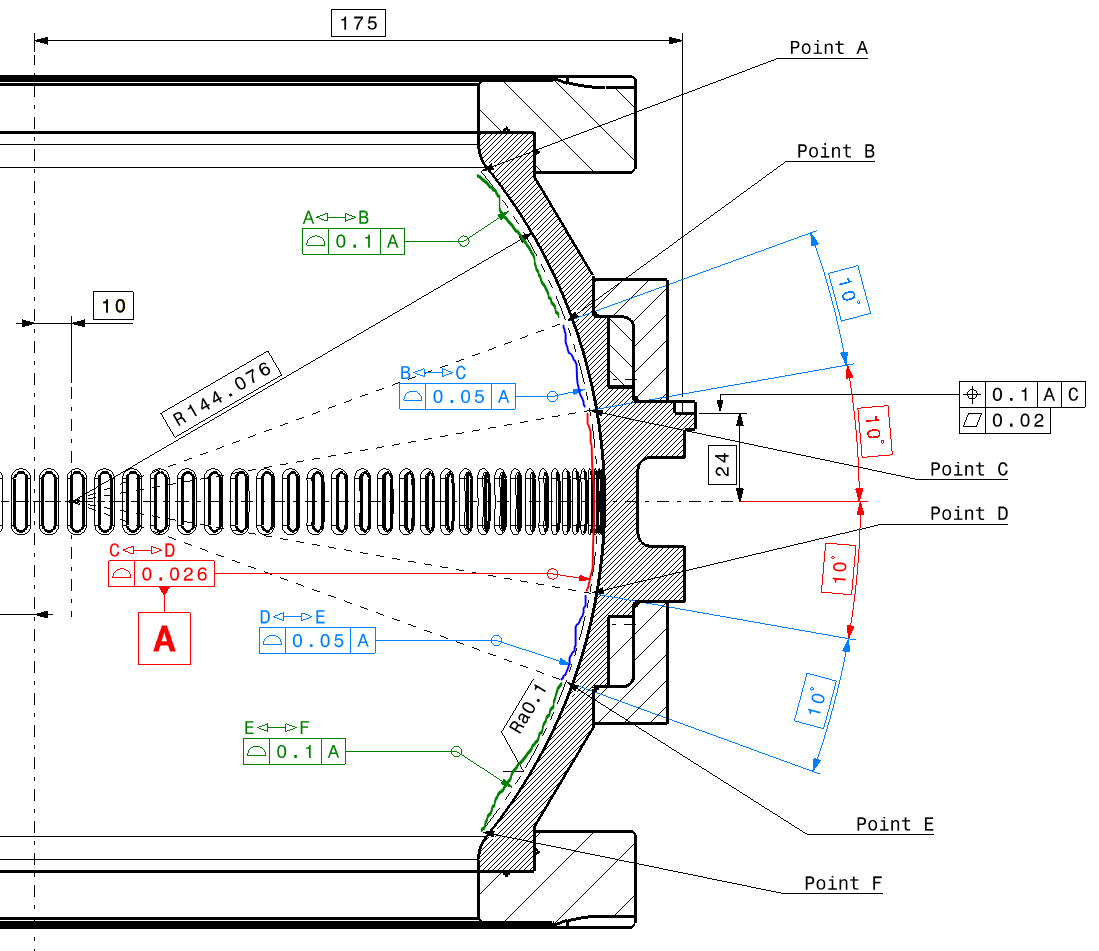 175
Point A
Point B
A◁—▷B
⌓ 0.1 A
10
10°
R144.076
B◁—▷C
⌓ 0.05 A
⌖ 0.1 A C
⏥ 0.02
10°
24
Point C
Point D
C◁—▷D
⌓ 0.026
A
10°
D◁—▷E
⌓ 0.05 A
10°
Ra0.1
E◁—▷F
⌓ 0.1 A
Point E
Point F